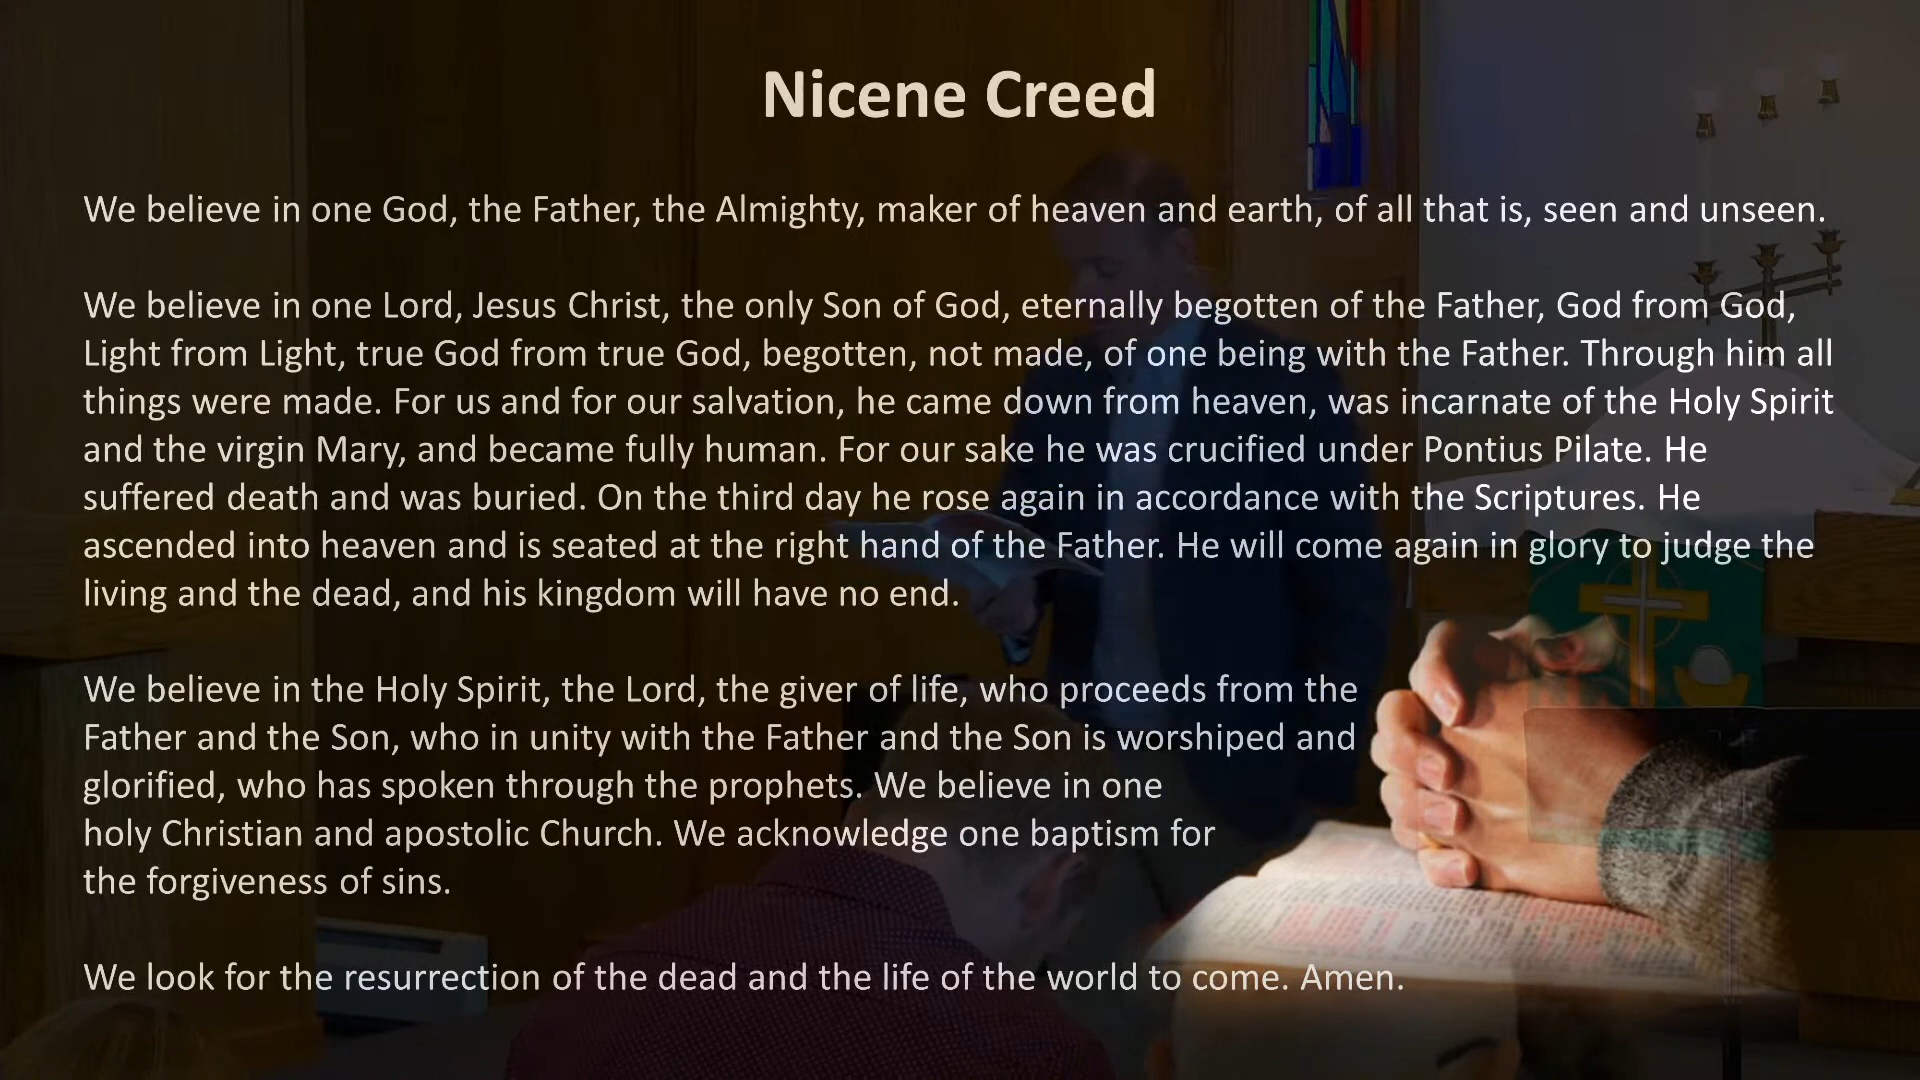 Nicene Creed
We believe in one God, the Father, the Almighty, maker of heaven and earth, of all that is, seen and unseen.
We believe in one Lord, Jesus Christ, the only Son of God, eternally begotten of the Father, God from God,
Light from Light, true God from true God, begotten, not made, of one being with the Father. Through him all
things were made. For us and for our salvation, he came down from heaven, was incarnate of the Holy Spirit
and the virgin Mary, and became fully human. For our sake he was crucified under Pontius Pilate. He
suffered death and was buried. On the third day he rose again in accordance with the Scriptures. He
ascended into heaven and is seated at the right hand of the Father. He will come again in glory to judge the
living and the dead, and his kingdom will have no end.
We believe in the Holy Spirit, the Lord, the giver of life, who proceeds from the
Father and the Son, who in unity with the Father and the Son is worshiped and
glorified, who has spoken through the prophets. We believe in one
holy Christian and apostolic Church. We acknowledge one baptism for
the forgiveness of sins.
We look for the resurrection of the dead and the life of the world to come. Amen.